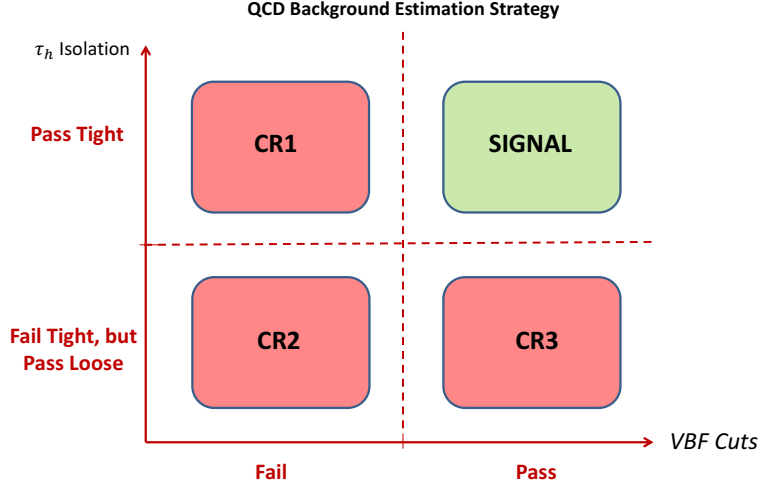 QCD Background Estimation Strategy
τₕ Isolation
Pass Tight
CR1
SIGNAL
Fail Tight, but
Pass Loose
CR2
CR3
VBF Cuts
Fail
Pass